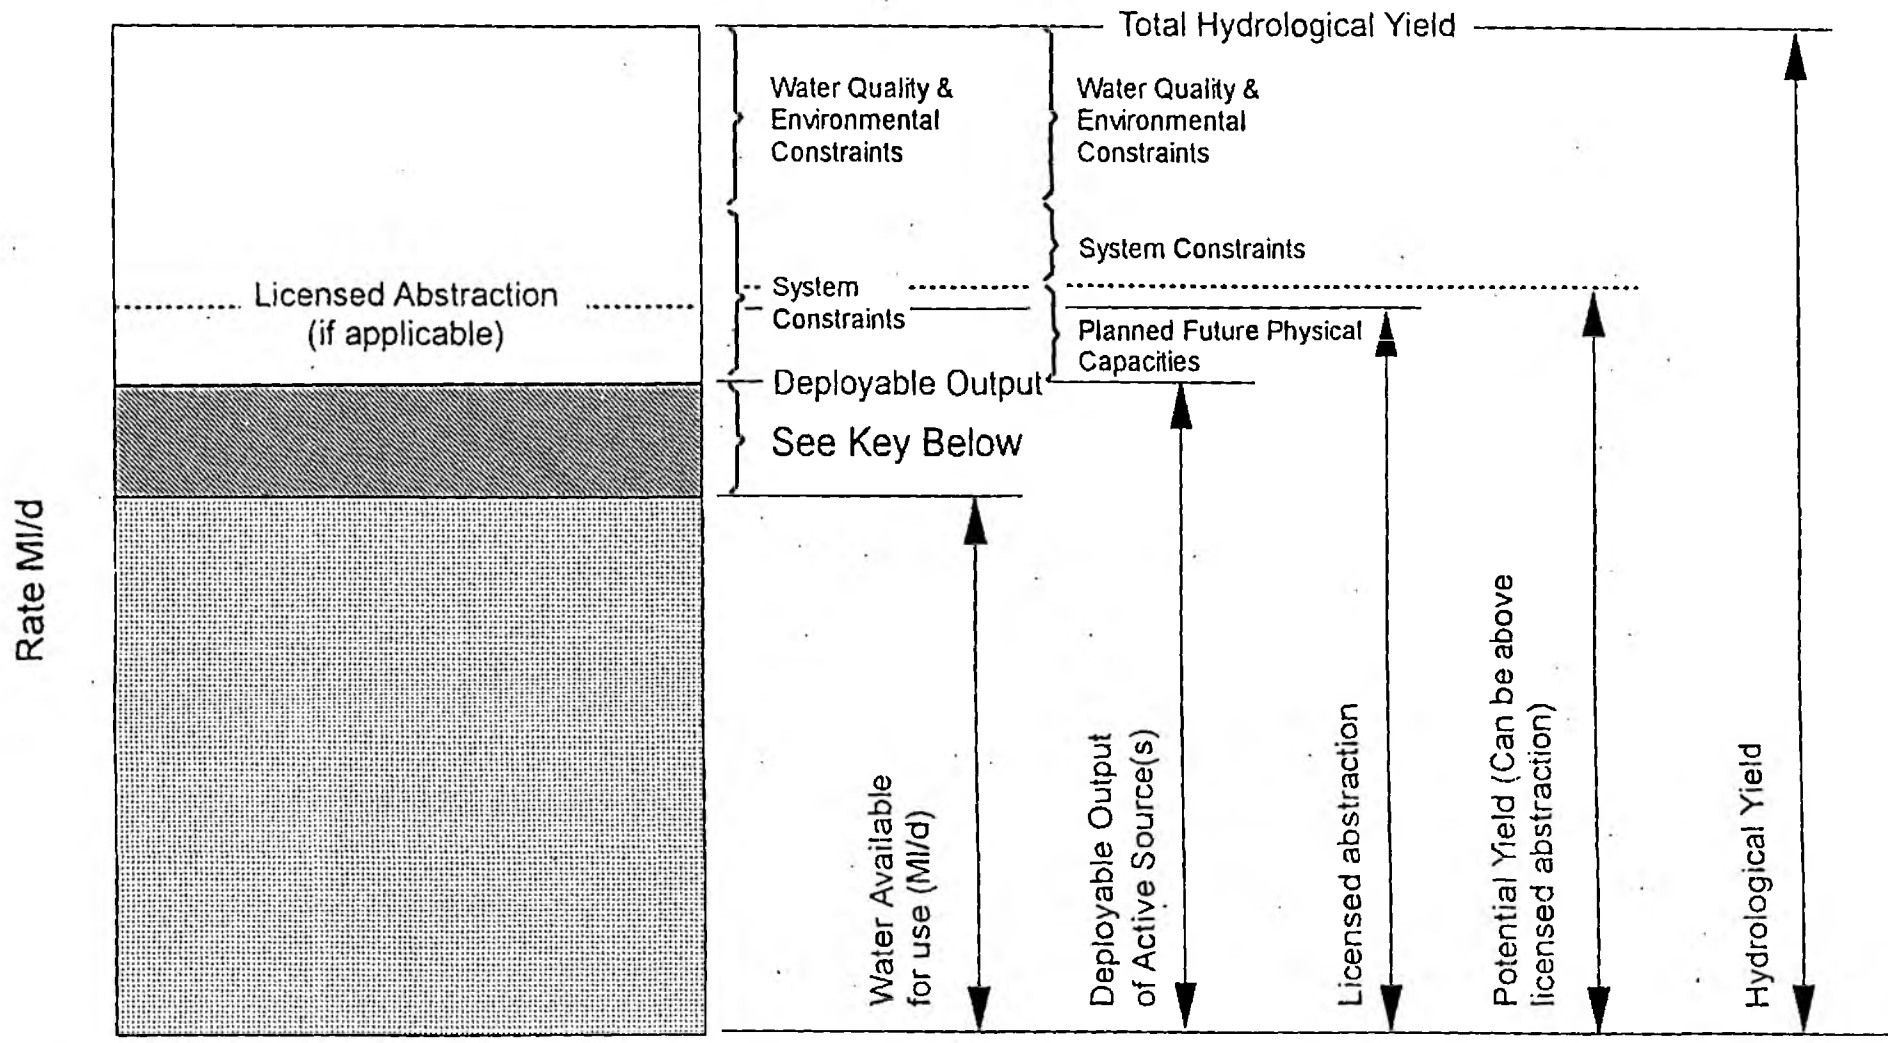 Total Hydrological Yield
Water Quality &
Environmental
Constraints
Water Quality &
Environmental
Constraints
System Constraints
Licensed Abstraction
(if applicable)
System
Constraints
Planned Future Physical
Capacities
Deployable Output
See Key Below
Rate Ml/d
Water Available
for use (Ml/d)
Deployable Output
of Active Source(s)
Licensed abstraction
Potential Yield (Can be above
licensed abstraction)
Hydrological Yield